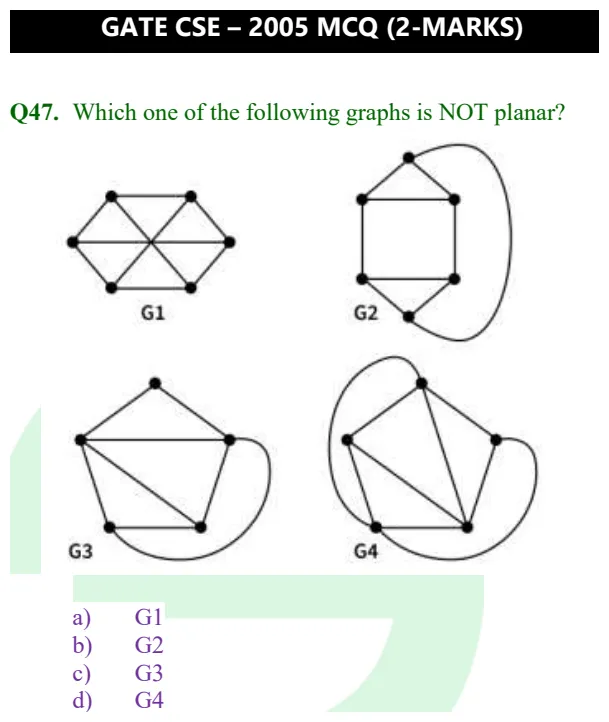 GATE CSE – 2005 MCQ (2-MARKS)
Q47. Which one of the following graphs is NOT planar?
G1
G2
G3
G4
a) G1
b) G2
c) G3
d) G4